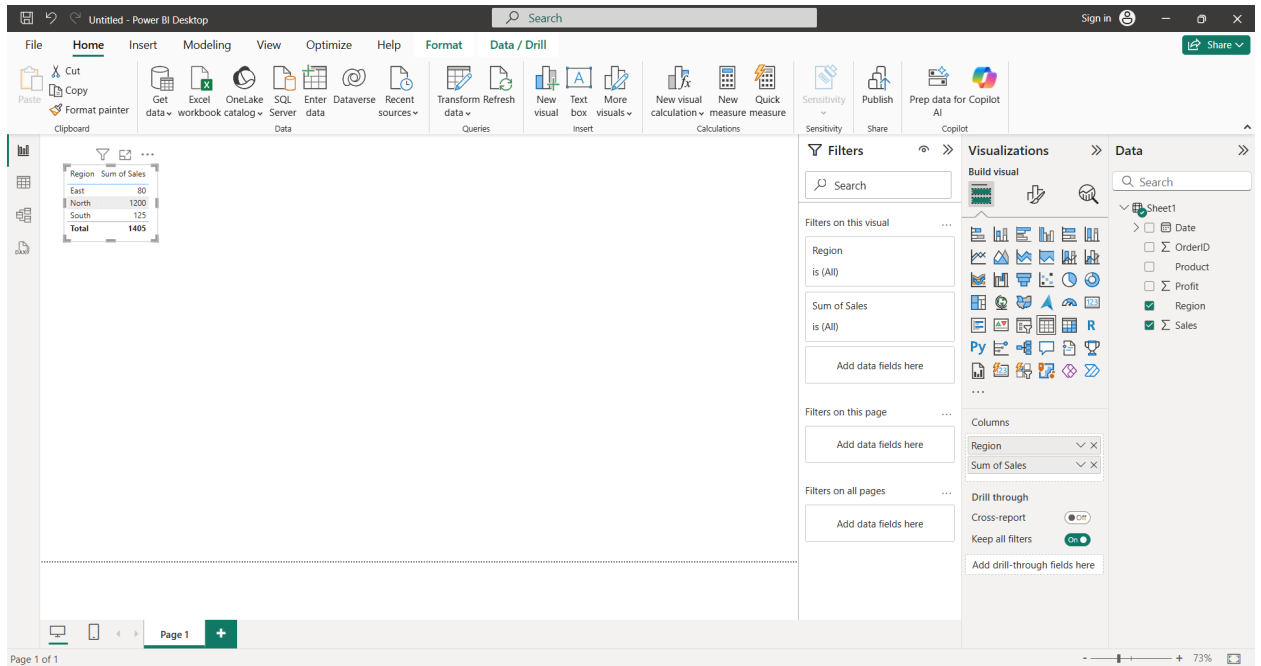 Untitled - Power BI Desktop
Search
Sign in
File Home Insert Modeling View Optimize Help Format Data / Drill
Share
Paste
Cut
Copy
Format painter
Clipboard
Get data
Excel workbook
OneLake catalog
SQL Server
Enter data
Dataverse
Recent sources
Data
Transform data
Refresh
Queries
New visual
Text box
More visuals
Insert
New visual calculation
New measure
Quick measure
Calculations
Sensitivity
Sensitivity
Publish
Share
Prep data for AI
Copilot
Copilot
Region Sum of Sales
East 80
North 1200
South 125
Total 1405
Filters
Search
Filters on this visual
Region
is (All)
Sum of Sales
is (All)
Add data fields here
Filters on this page
Add data fields here
Filters on all pages
Add data fields here
Visualizations
Build visual
123
R
Py
Columns
Region
Sum of Sales
Drill through
Cross-report Off
Keep all filters On
Add drill-through fields here
Data
Search
Sheet1
Date
OrderID
Product
Profit
Region
Sales
Page 1
Page 1 of 1
73%